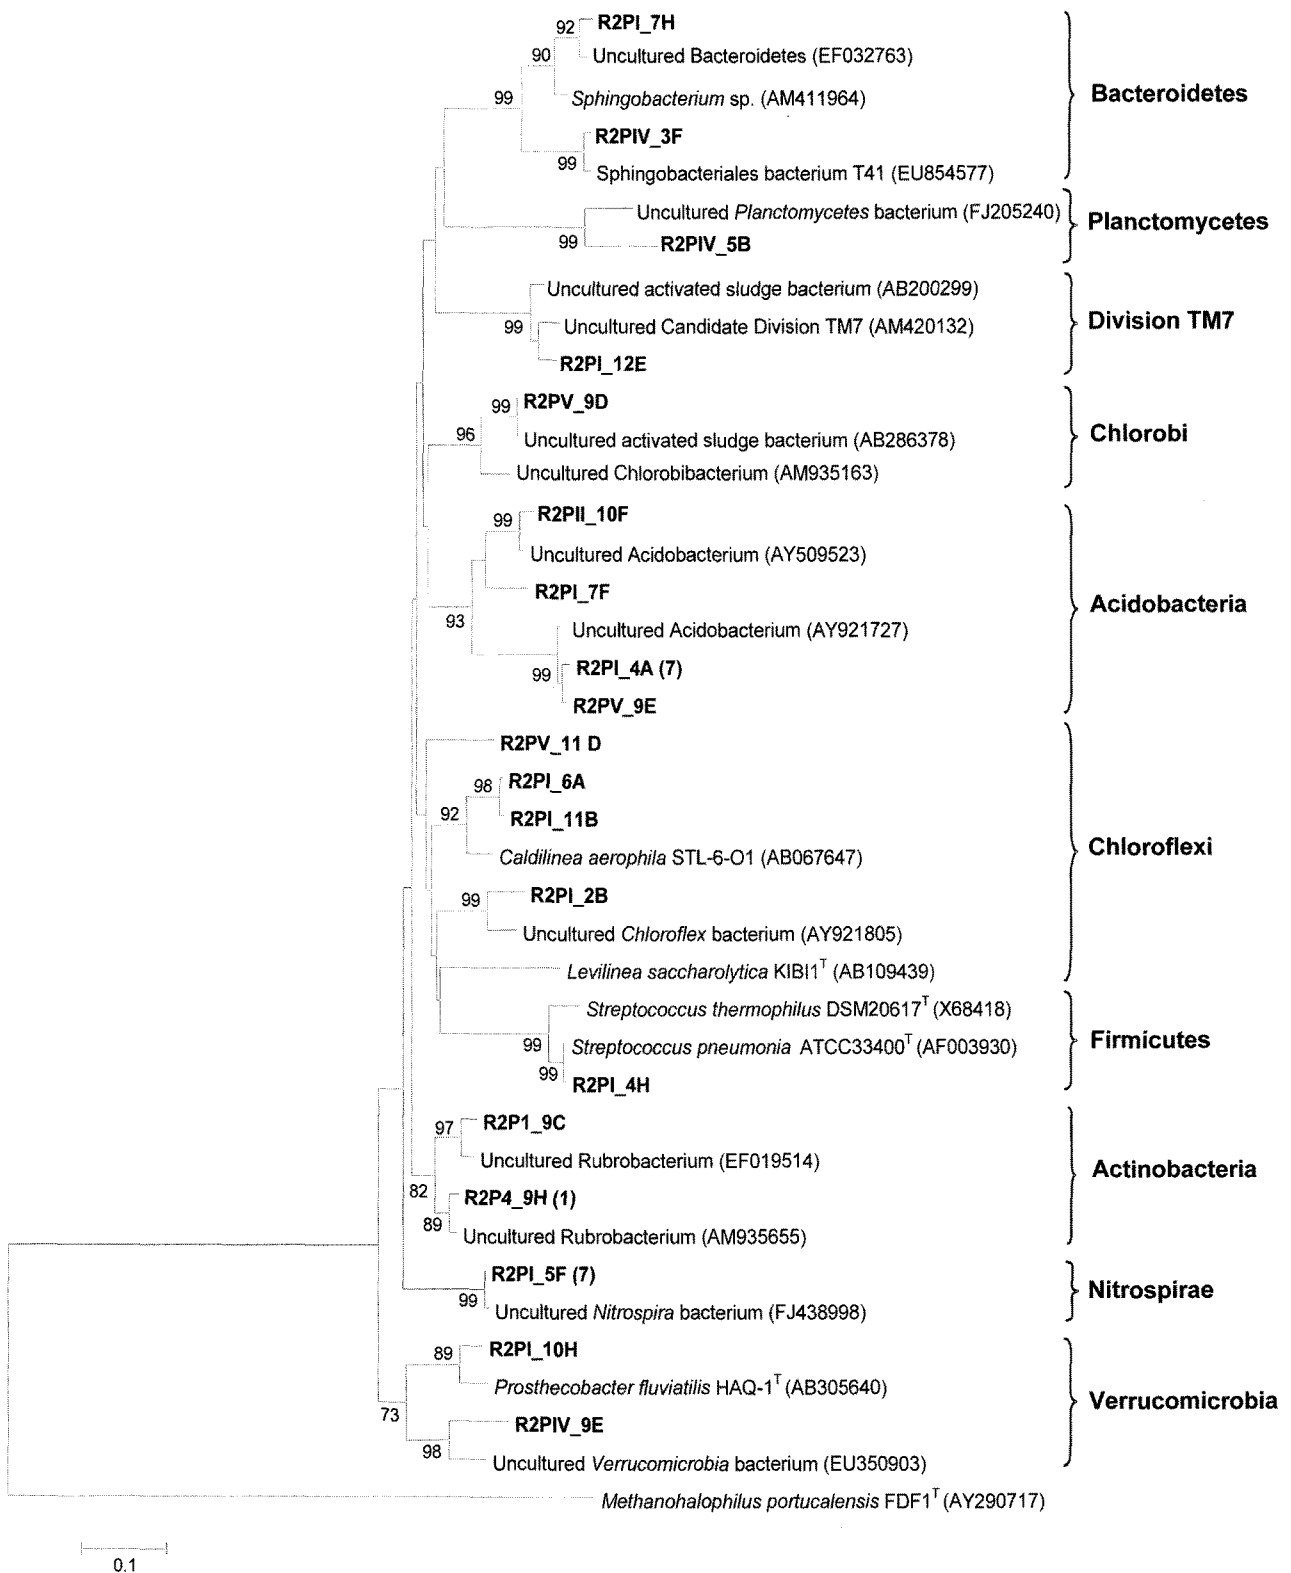 92 R2PI_7H
Uncultured Bacteroidetes (EF032763)
90
Bacteroidetes
99 Sphingobacterium sp. (AM411964)
R2PIV_3F
99 Sphingobacteriales bacterium T41 (EU854577)
Uncultured Planctomycetes bacterium (FJ205240)
Planctomycetes
99 R2PIV_5B
Uncultured activated sludge bacterium (AB200299)
99 Uncultured Candidate Division TM7 (AM420132)
Division TM7
R2PI_12E
99 R2PV_9D
96 Uncultured activated sludge bacterium (AB286378)
Chlorobi
Uncultured Chlorobibacterium (AM935163)
99 R2PII_10F
Uncultured Acidobacterium (AY509523)
R2PI_7F
Acidobacteria
93 Uncultured Acidobacterium (AY921727)
99 R2PI_4A (7)
R2PV_9E
R2PV_11 D
98 R2PI_6A
92 R2PI_11B
Chloroflexi
Caldilinea aerophila STL-6-O1 (AB067647)
99 R2PI_2B
Uncultured Chloroflex bacterium (AY921805)
Levilinea saccharolytica KIBI1T (AB109439)
Streptococcus thermophilus DSM20617T (X68418)
99 Streptococcus pneumonia ATCC33400T (AF003930)
Firmicutes
99 R2PI_4H
97 R2P1_9C
Uncultured Rubrobacterium (EF019514)
Actinobacteria
82 R2P4_9H (1)
89 Uncultured Rubrobacterium (AM935655)
R2PI_5F (7)
Nitrospirae
99 Uncultured Nitrospira bacterium (FJ438998)
89 R2PI_10H
Prosthecobacter fluviatilis HAQ-1T (AB305640)
Verrucomicrobia
73 R2PIV_9E
98 Uncultured Verrucomicrobia bacterium (EU350903)
Methanohalophilus portucalensis FDF1T (AY290717)
0.1